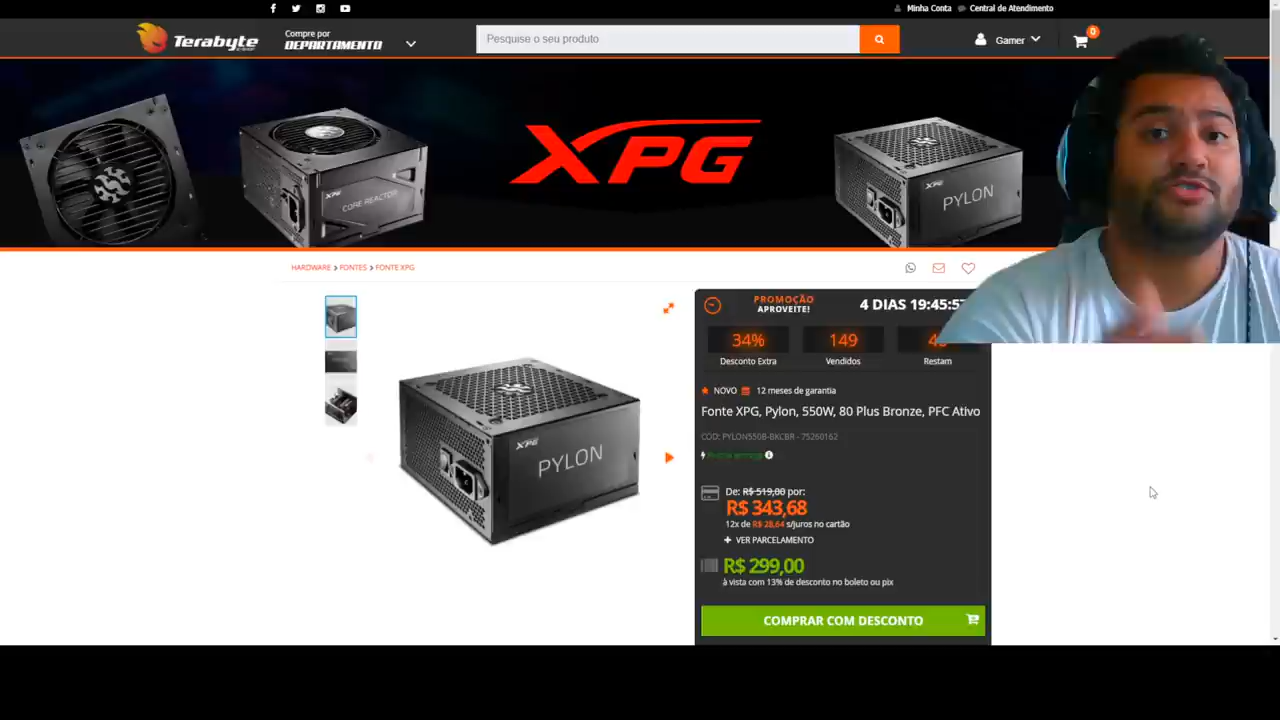 Minha Conta
Central de Atendimento
Terabyte
Compre por
DEPARTAMENTO
Pesquise o seu produto
Gamer
0
XPG
CORE REACTOR
XPG
XPG
PYLON
HARDWARE > FONTES > FONTE XPG
PROMOÇÃO
APROVEITE!
4 DIAS 19:45:57
34%
149
Desconto Extra
Vendidos
Restam
NOVO
12 meses de garantia
Fonte XPG, Pylon, 550W, 80 Plus Bronze, PFC Ativo
COD: PYLON550B-BKCBR - 75260162
XPG
PYLON
De: R$ 519,00 por:
R$ 343,68
12x de R$ 28,64 s/juros no cartão
+ VER PARCELAMENTO
R$ 299,00
à vista com 13% de desconto no boleto ou pix
COMPRAR COM DESCONTO